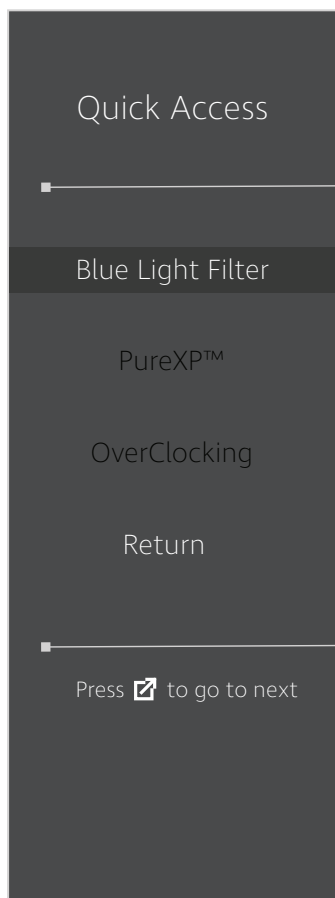 Quick Access
Blue Light Filter
PureXP™
OverClocking
Return
Press to go to next